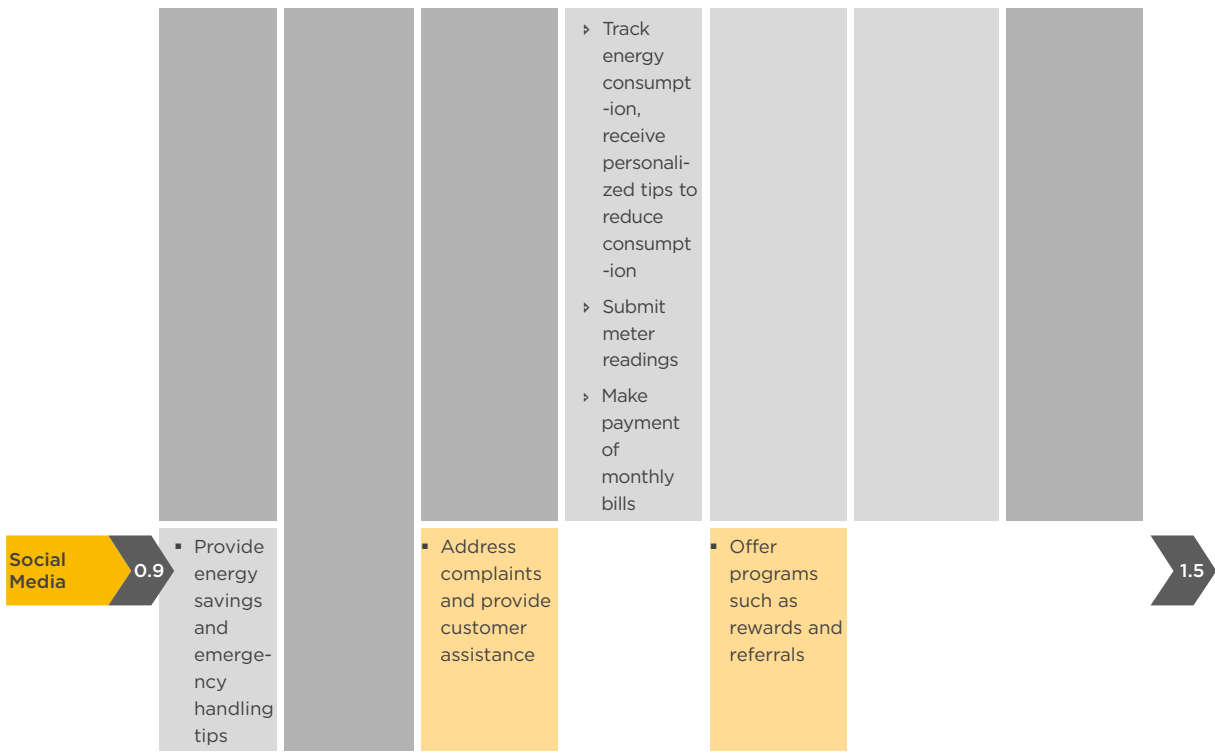 ▹ Track
energy
consumpt
-ion,
receive
personali-
zed tips to
reduce
consumpt
-ion
▹ Submit
meter
readings
▹ Make
payment
of
monthly
bills
Social
Media
0.9
▪ Provide
energy
savings
and
emerge-
ncy
handling
tips
▪ Address
complaints
and provide
customer
assistance
▪ Offer
programs
such as
rewards and
referrals
1.5